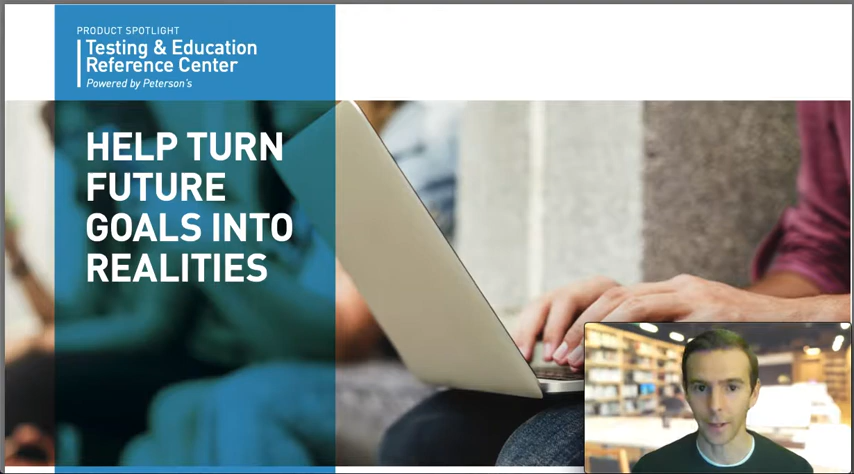 PRODUCT SPOTLIGHT
Testing & Education
Reference Center
Powered by Peterson's
HELP TURN
FUTURE
GOALS INTO
REALITIES